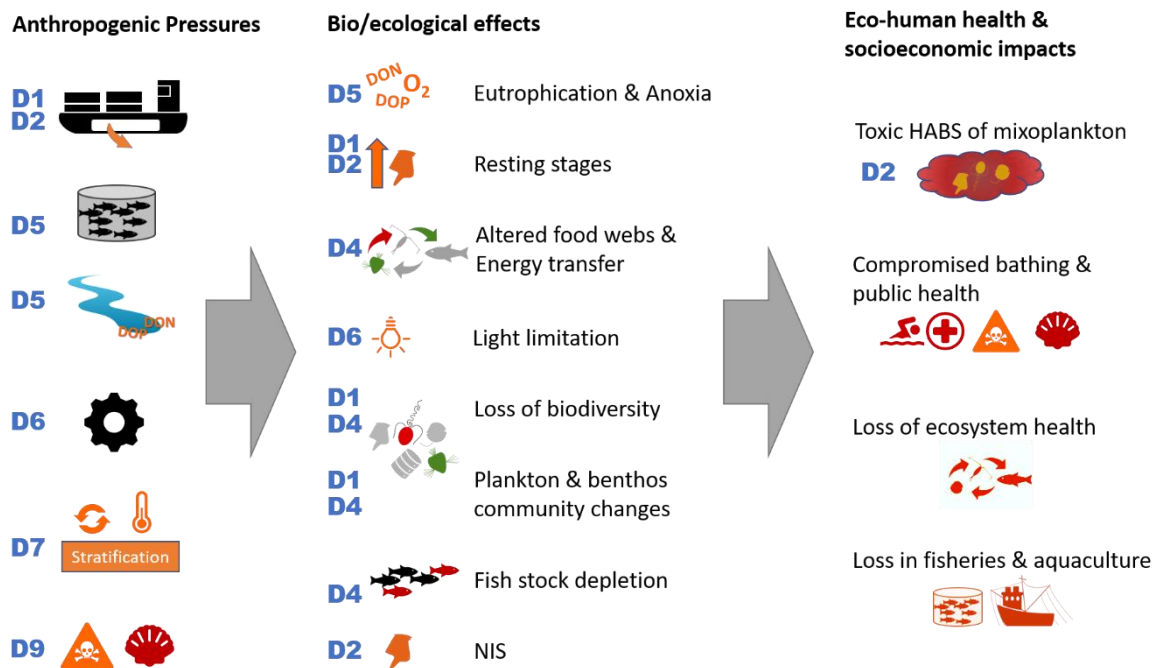 Anthropogenic Pressures
D1
D2
D5
D5
DON
DOP
D6
D7
Stratification
D9
Bio/ecological effects
D5
DON
O2
DOP
Eutrophication & Anoxia
D1
D2
Resting stages
D4
Altered food webs &
Energy transfer
D6
Light limitation
D1
D4
Loss of biodiversity
D1
D4
Plankton & benthos
community changes
D4
Fish stock depletion
D2
NIS
Eco-human health &
socioeconomic impacts
Toxic HABS of mixoplankton
D2
Compromised bathing &
public health
Loss of ecosystem health
Loss in fisheries & aquaculture